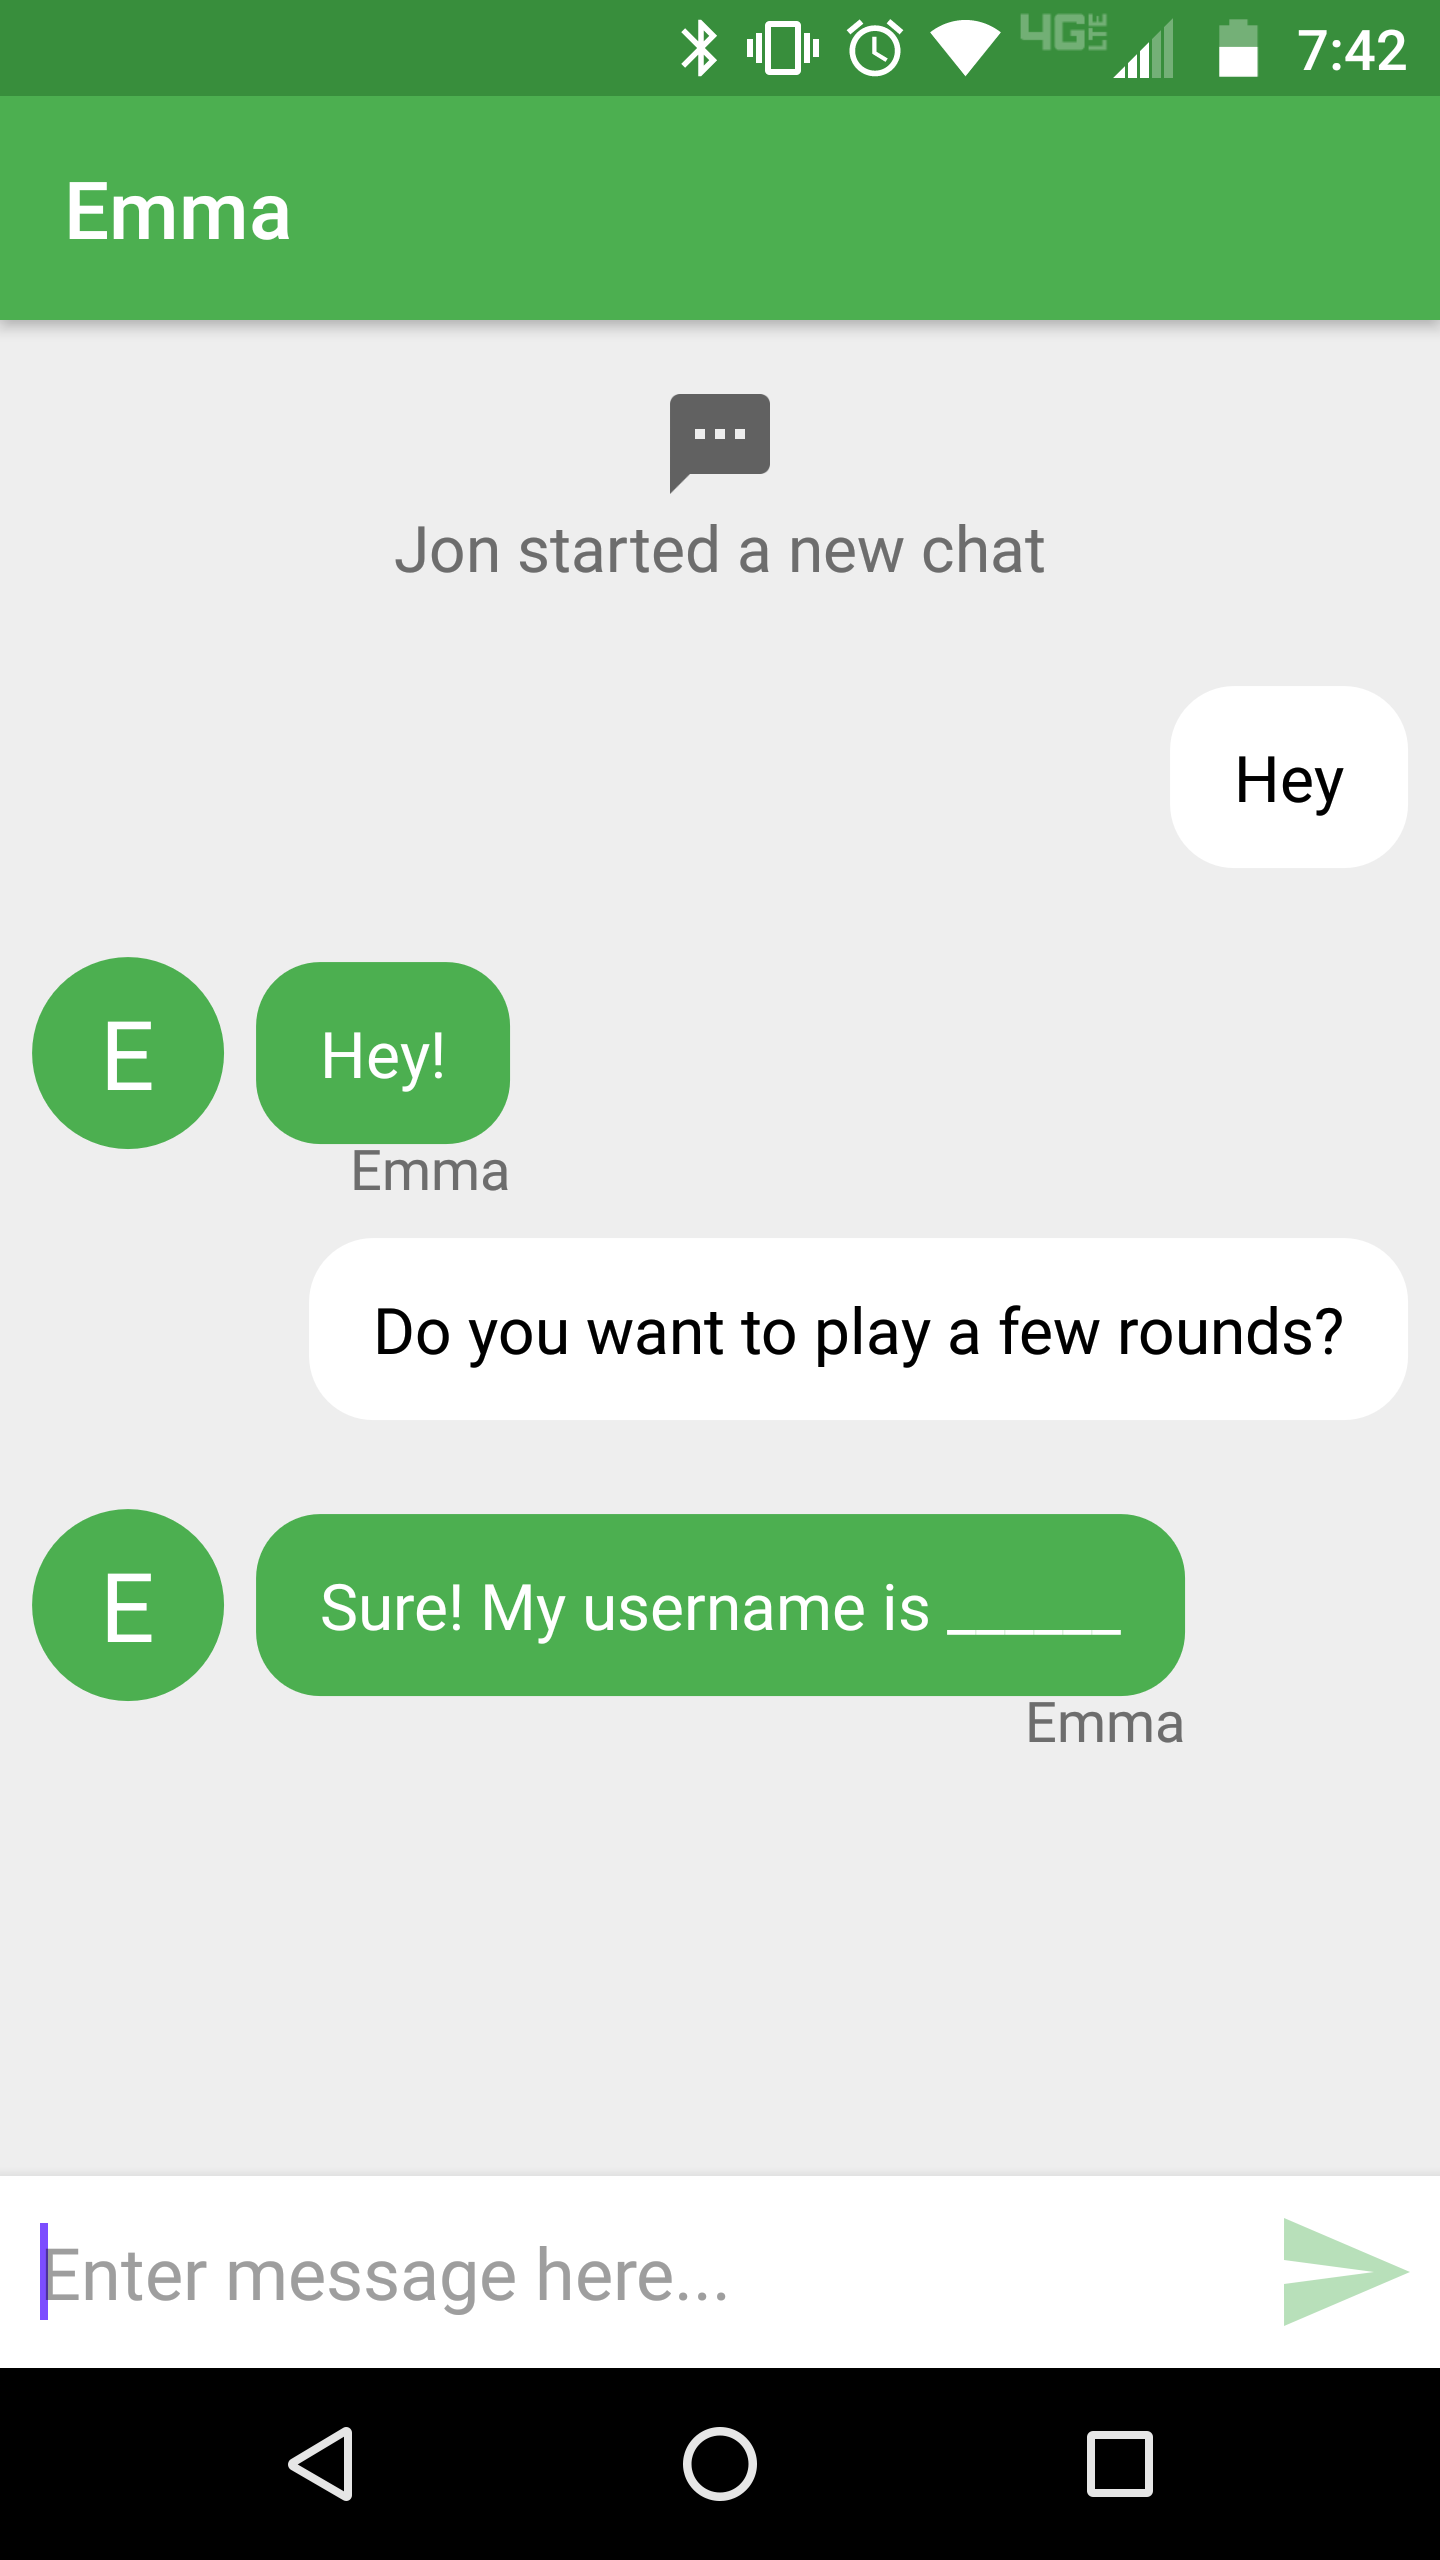 4G LTE 7:42
Emma
Jon started a new chat
Hey
E
Hey!
Emma
Do you want to play a few rounds?
E
Sure! My username is ______
Emma
Enter message here...